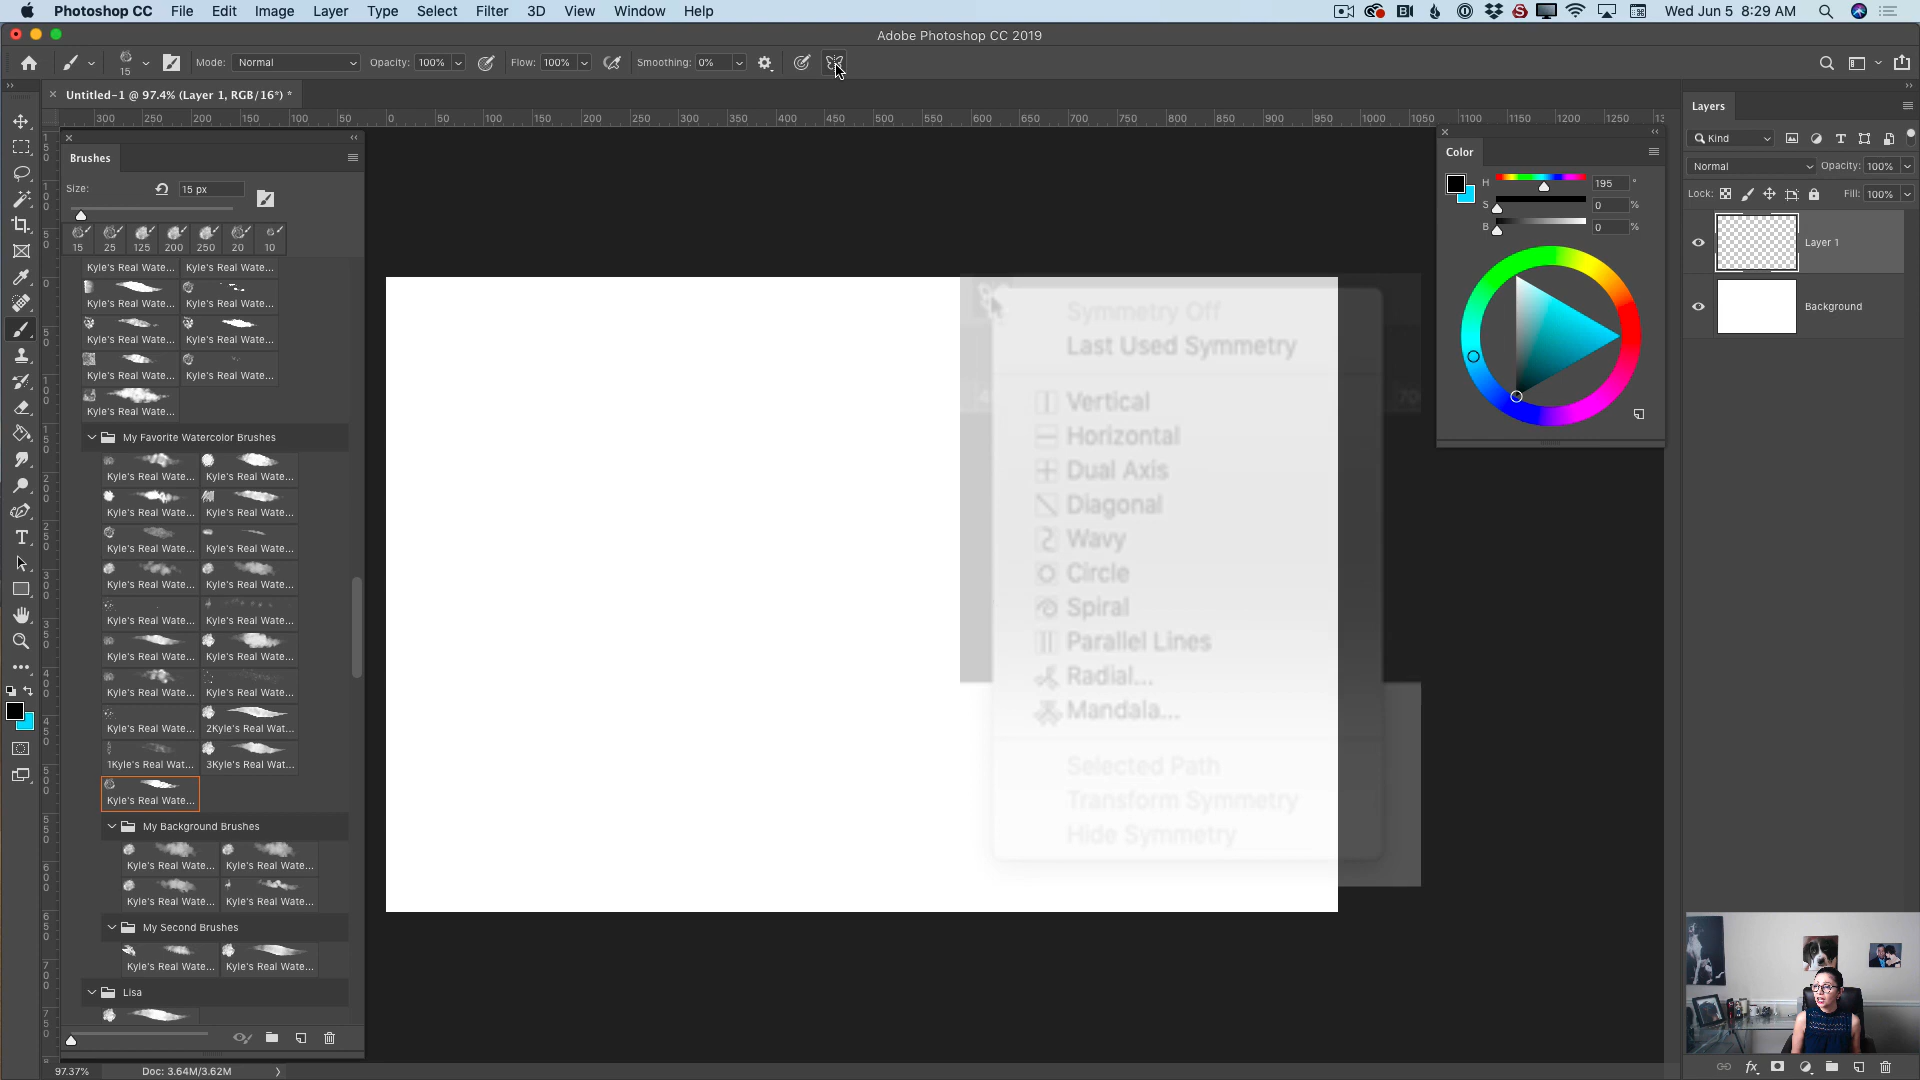 Photoshop CC File Edit Image Layer Type Select Filter 3D View Window Help Wed Jun 5 8:29 AM
Adobe Photoshop CC 2019
15 Mode: Normal Opacity: 100% Flow: 100% Smoothing: 0%
Untitled-1 @ 97.4% (Layer 1, RGB/16*) *
300 250 200 150 100 50 0 50 100 150 200 250 300 350 400 450 500 550 600 650 700 750 800 850 900 950 1000 1050 1100 1150 1200 1250
Brushes
Size: 15 px
15 25 125 200 250 20 10
Kyle's Real Wate... Kyle's Real Wate...
Kyle's Real Wate... Kyle's Real Wate...
Kyle's Real Wate... Kyle's Real Wate...
Kyle's Real Wate... Kyle's Real Wate...
Kyle's Real Wate...
My Favorite Watercolor Brushes
Kyle's Real Wate... Kyle's Real Wate...
Kyle's Real Wate... Kyle's Real Wate...
Kyle's Real Wate... Kyle's Real Wate...
Kyle's Real Wate... Kyle's Real Wate...
Kyle's Real Wate... Kyle's Real Wate...
Kyle's Real Wate... Kyle's Real Wate...
Kyle's Real Wate... Kyle's Real Wate...
Kyle's Real Wate... 2Kyle's Real Wat...
1Kyle's Real Wat... 3Kyle's Real Wat...
Kyle's Real Wate...
My Background Brushes
Kyle's Real Wate... Kyle's Real Wate...
Kyle's Real Wate... Kyle's Real Wate...
My Second Brushes
Kyle's Real Wate... Kyle's Real Wate...
Lisa
Symmetry Off
Last Used Symmetry
Vertical
Horizontal
Dual Axis
Diagonal
Wavy
Circle
Spiral
Parallel Lines
Radial...
Mandala...
Selected Path
Transform Symmetry
Hide Symmetry
Color
H 195 °
S 0 %
B 0 %
Layers
Kind
Normal Opacity: 100%
Lock: Fill: 100%
Layer 1
Background
97.37% Doc: 3.64M/3.62M